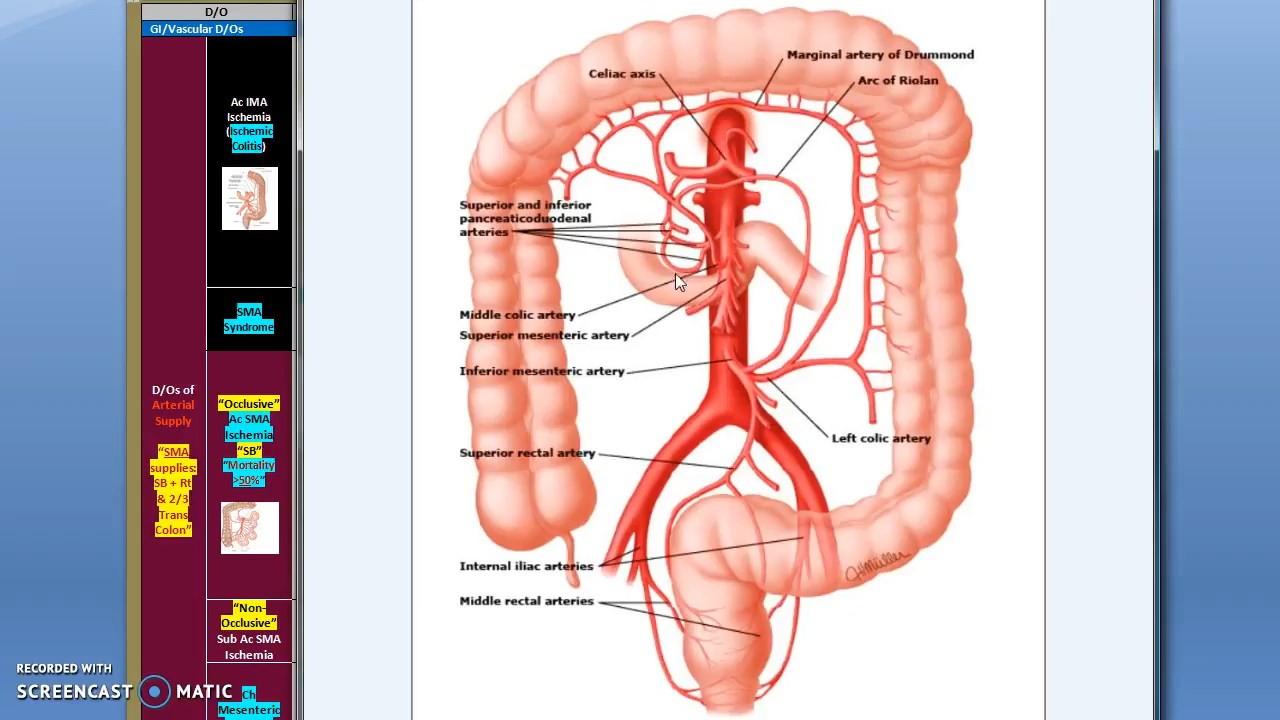 D/O
GI/Vascular D/Os
Ac IMA
Ischemia
(Ischemic
Colitis)
SMA
Syndrome
D/Os of
Arterial
Supply
“SMA
supplies:
SB + Rt
& 2/3
Trans
Colon”
“Occlusive”
Ac SMA
Ischemia
“SB”
“Mortality
>50%”
“Non-
Occlusive”
Sub Ac SMA
Ischemia
Ch
Mesenteric
Celiac axis
Marginal artery of Drummond
Arc of Riolan
Superior and inferior
pancreaticoduodenal
arteries
Middle colic artery
Superior mesenteric artery
Inferior mesenteric artery
Left colic artery
Superior rectal artery
Internal iliac arteries
Middle rectal arteries
RECORDED WITH
SCREENCAST MATIC